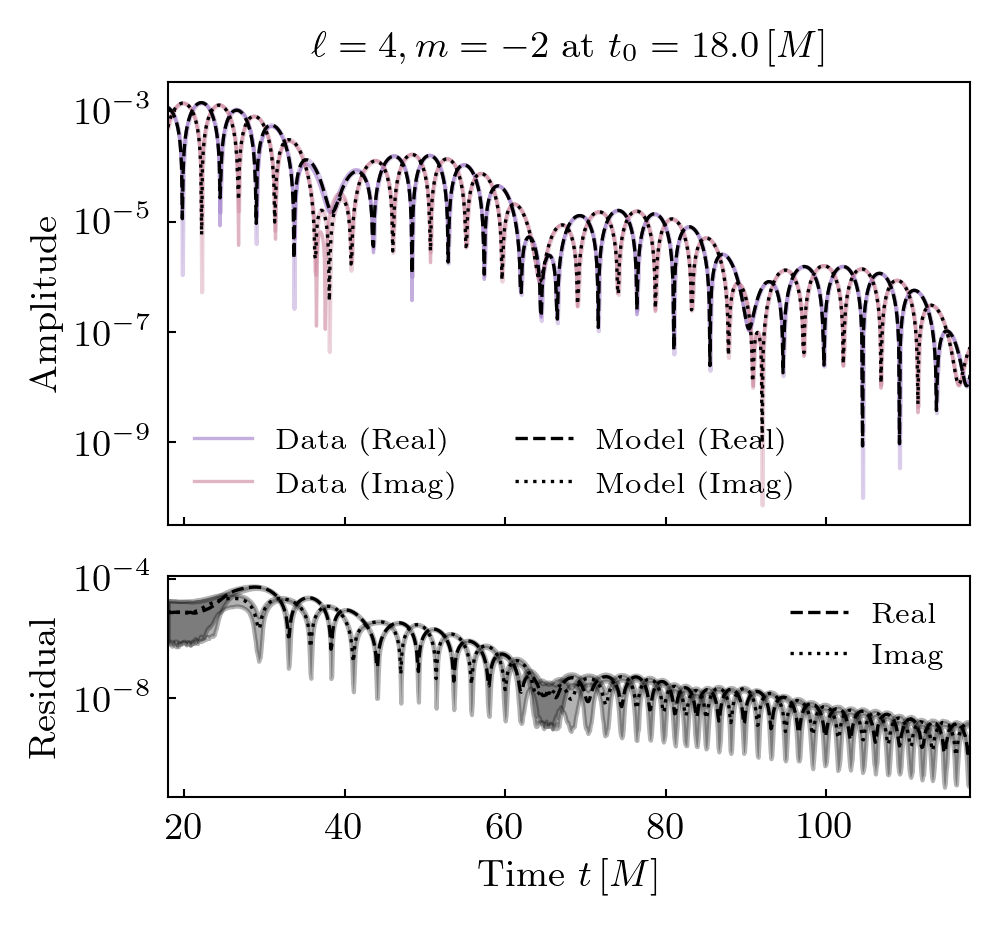 ℓ = 4, m = −2 at t₀ = 18.0 [M]
10⁻³
10⁻⁵
10⁻⁷
10⁻⁹
Amplitude
Data (Real)
Data (Imag)
Model (Real)
Model (Imag)
10⁻⁴
10⁻⁸
Residual
Real
Imag
20 40 60 80 100
Time t [M]